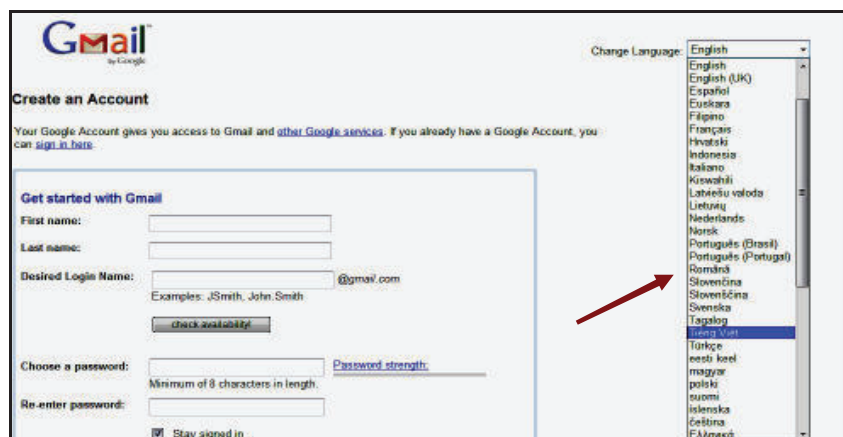 Gmail
by Google
Change Language: English
English
English (UK)
Español
Euskara
Filipino
Français
Hrvatski
Indonesia
Italiano
Kiswahili
Latviešu valoda
Lietuvių
Nederlands
Norsk
Português (Brasil)
Português (Portugal)
Română
Slovenčina
Slovenščina
Svenska
Tagalog
Tiếng Việt
Türkçe
eesti keel
magyar
polski
suomi
íslenska
čeština
Ελληνικά
Create an Account
Your Google Account gives you access to Gmail and other Google services. If you already have a Google Account, you
can sign in here.
Get started with Gmail
First name:
Last name:
Desired Login Name: @gmail.com
Examples: JSmith, John.Smith
check availability!
Choose a password: Password strength:
Minimum of 8 characters in length.
Re-enter password:
Stay signed in